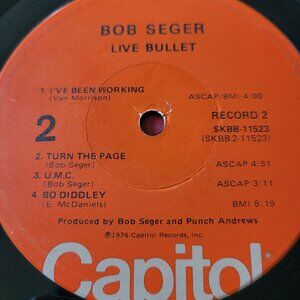 BOB SEGER
LIVE BULLET
1. I'VE BEEN WORKING
(Van Morrison)
ASCAP/BMI 4:00
2
RECORD 2
SKBB-11523
(SKBB 2-11523)
2. TURN THE PAGE
(Bob Seger)
ASCAP 4:51
3. U.M.C.
(Bob Seger)
ASCAP 3:11
4. BO DIDDLEY
(E. McDaniels)
BMI 5:19
Produced by Bob Seger and Punch Andrews
℗1976 Capitol Records, Inc.
Capitol®